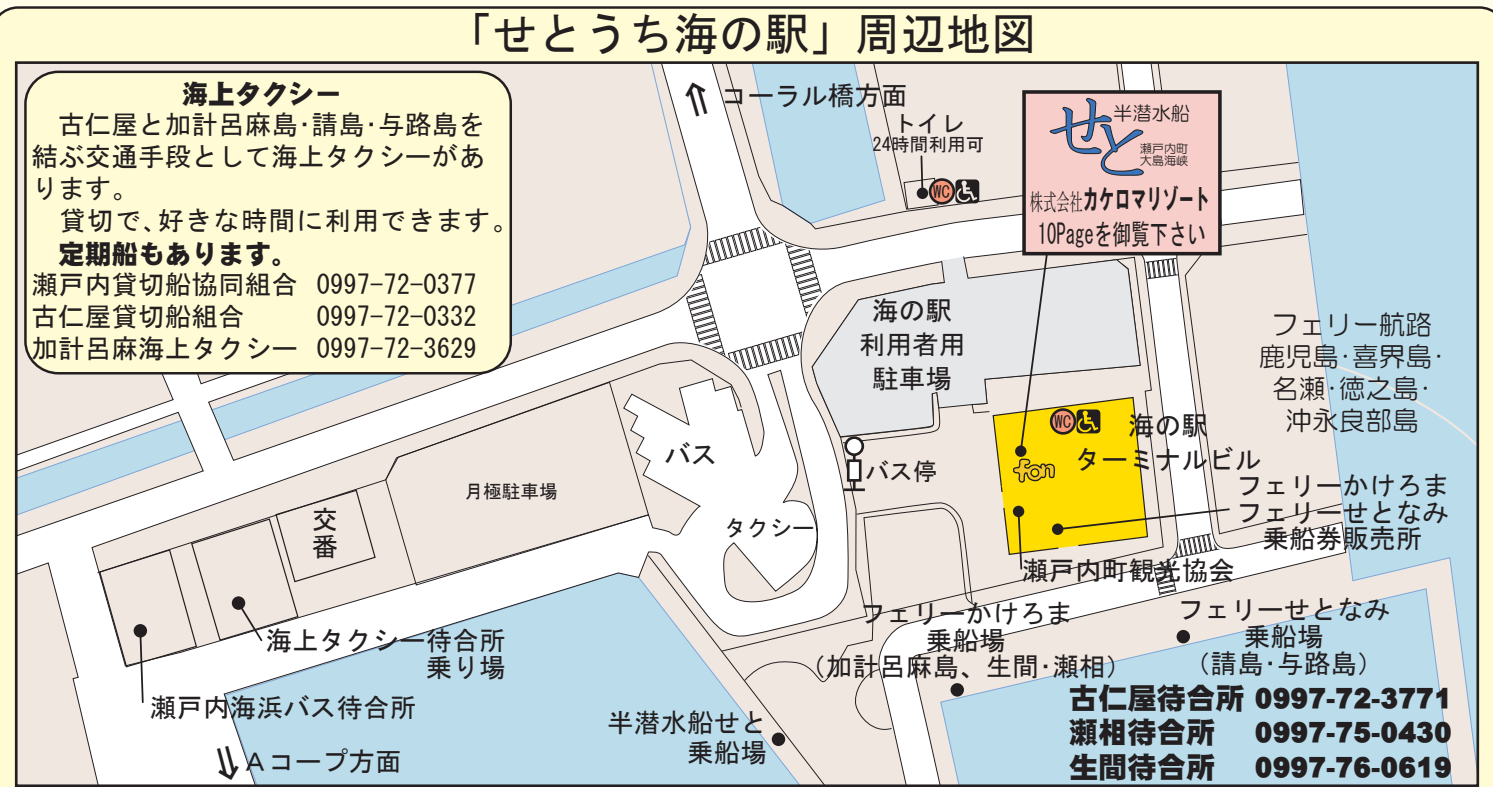 「せとうち海の駅」周辺地図
海上タクシー
古仁屋と加計呂麻島･請島･与路島を
結ぶ交通手段として海上タクシーがあ
ります。
貸切で、好きな時間に利用できます。
定期船もあります。
瀬戸内貸切船協同組合 0997-72-0377
古仁屋貸切船組合 0997-72-0332
加計呂麻海上タクシー 0997-72-3629
⇑ コーラル橋方面
トイレ
24時間利用可
WC
半潜水船
せと
瀬戸内町
大島海峡
株式会社カケロマリゾート
10Pageを御覧下さい
海の駅
利用者用
駐車場
フェリー航路
鹿児島･喜界島･
名瀬･徳之島･
沖永良部島
WC
海の駅
ターミナルビル
fon
バス
バス停
月極駐車場
タクシー
交
番
フェリーかけろま
フェリーせとなみ
乗船券販売所
瀬戸内町観光協会
フェリーかけろま
乗船場
（加計呂麻島、生間･瀬相）
フェリーせとなみ
乗船場
（請島･与路島）
海上タクシー待合所
乗り場
瀬戸内海浜バス待合所
⇓ Aコープ方面
半潜水船せと
乗船場
古仁屋待合所 0997-72-3771
瀬相待合所 0997-75-0430
生間待合所 0997-76-0619